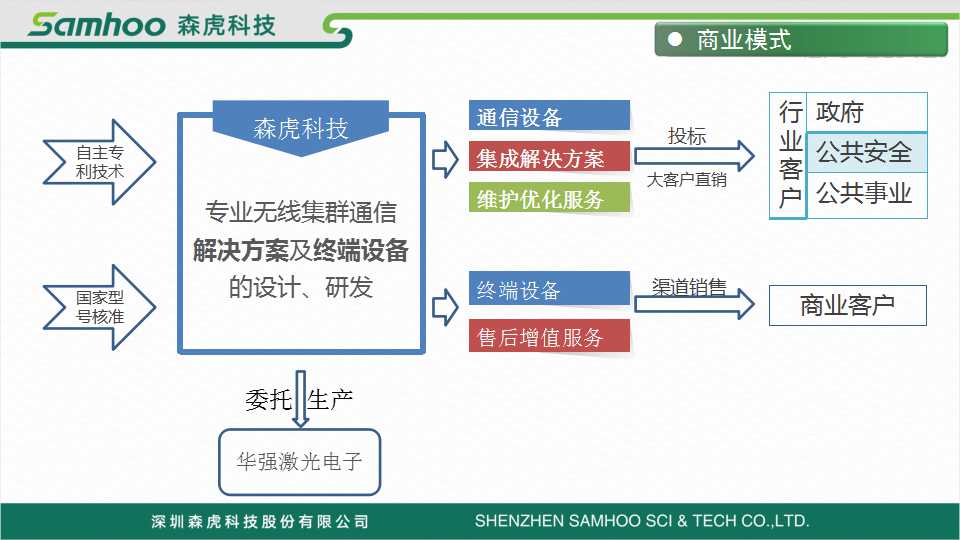 Samhoo 森虎科技
商业模式
自主专
利技术
国家型
号核准
森虎科技
专业无线集群通信
解决方案及终端设备
的设计、研发
通信设备
集成解决方案
维护优化服务
投标
大客户直销
行业客户
政府
公共安全
公共事业
终端设备
售后增值服务
渠道销售
商业客户
委托 生产
华强激光电子
深圳森虎科技股份有限公司
SHENZHEN SAMHOO SCI & TECH CO.,LTD.